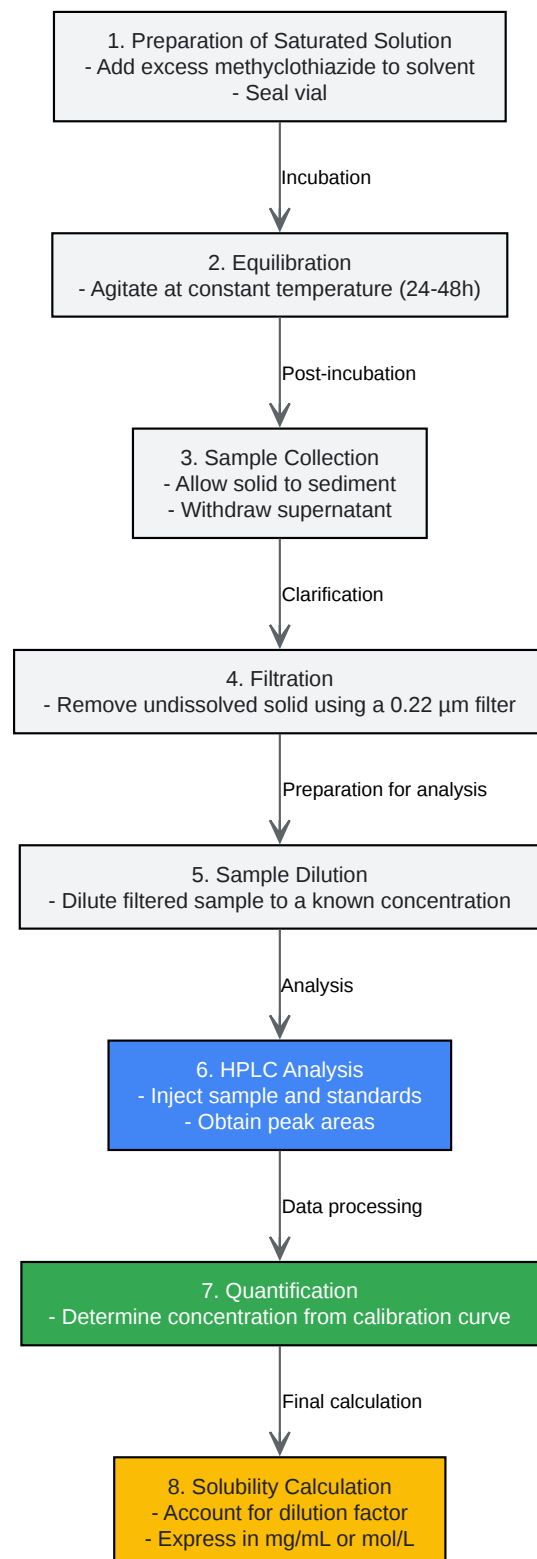 1. Preparation of Saturated Solution
- Add excess methyclothiazide to solvent
- Seal vial
Incubation
2. Equilibration
- Agitate at constant temperature (24-48h)
Post-incubation
3. Sample Collection
- Allow solid to sediment
- Withdraw supernatant
Clarification
4. Filtration
- Remove undissolved solid using a 0.22 µm filter
Preparation for analysis
5. Sample Dilution
- Dilute filtered sample to a known concentration
Analysis
6. HPLC Analysis
- Inject sample and standards
- Obtain peak areas
Data processing
7. Quantification
- Determine concentration from calibration curve
Final calculation
8. Solubility Calculation
- Account for dilution factor
- Express in mg/mL or mol/L